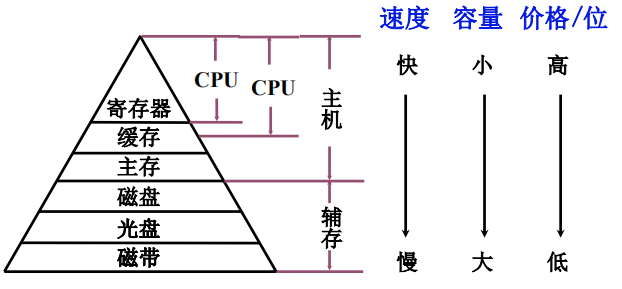 速度 容量 价格/位
快 小 高
CPU
CPU
主机
寄存器
缓存
主存
磁盘
辅存
光盘
磁带
慢 大 低